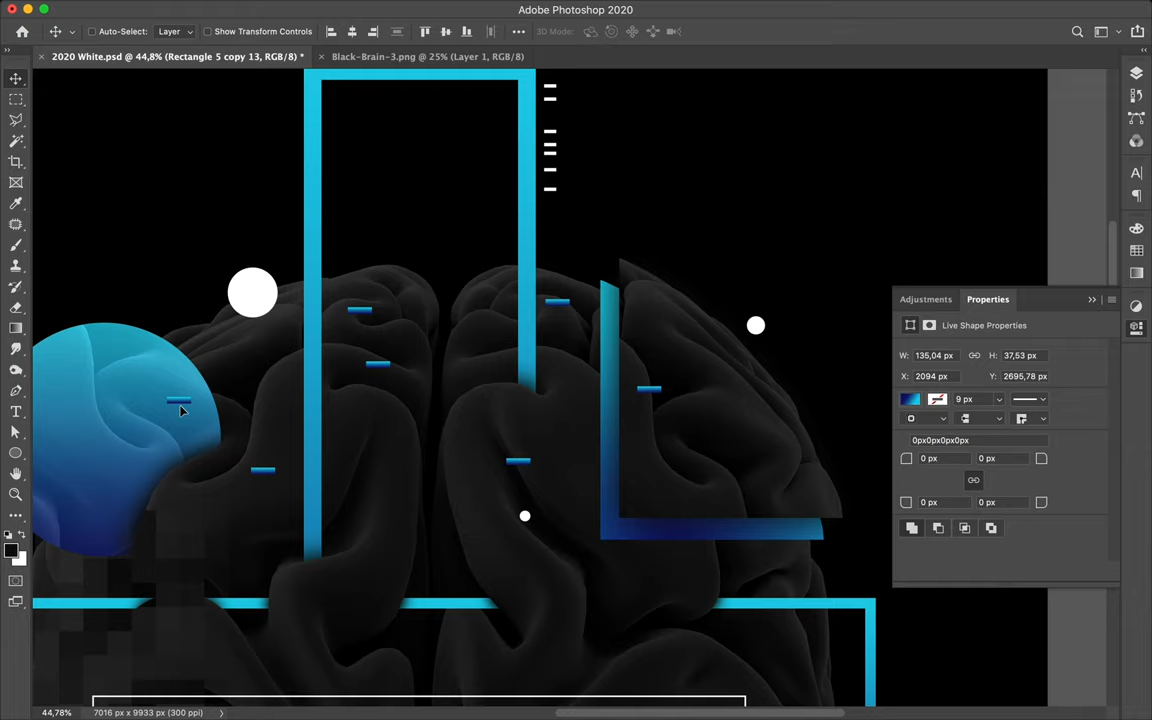 Adobe Photoshop 2020
Auto-Select: Layer Show Transform Controls 3D Mode:
2020 White.psd @ 44,8% (Rectangle 5 copy 13, RGB/8) * Black-Brain-3.png @ 25% (Layer 1, RGB/8)
Adjustments Properties
Live Shape Properties
W: 135,04 px H: 37,53 px
X: 2094 px Y: 2695,78 px
9 px
0px0px0px0px
0 px 0 px
0 px 0 px
44,78% 7016 px x 9933 px (300 ppi)